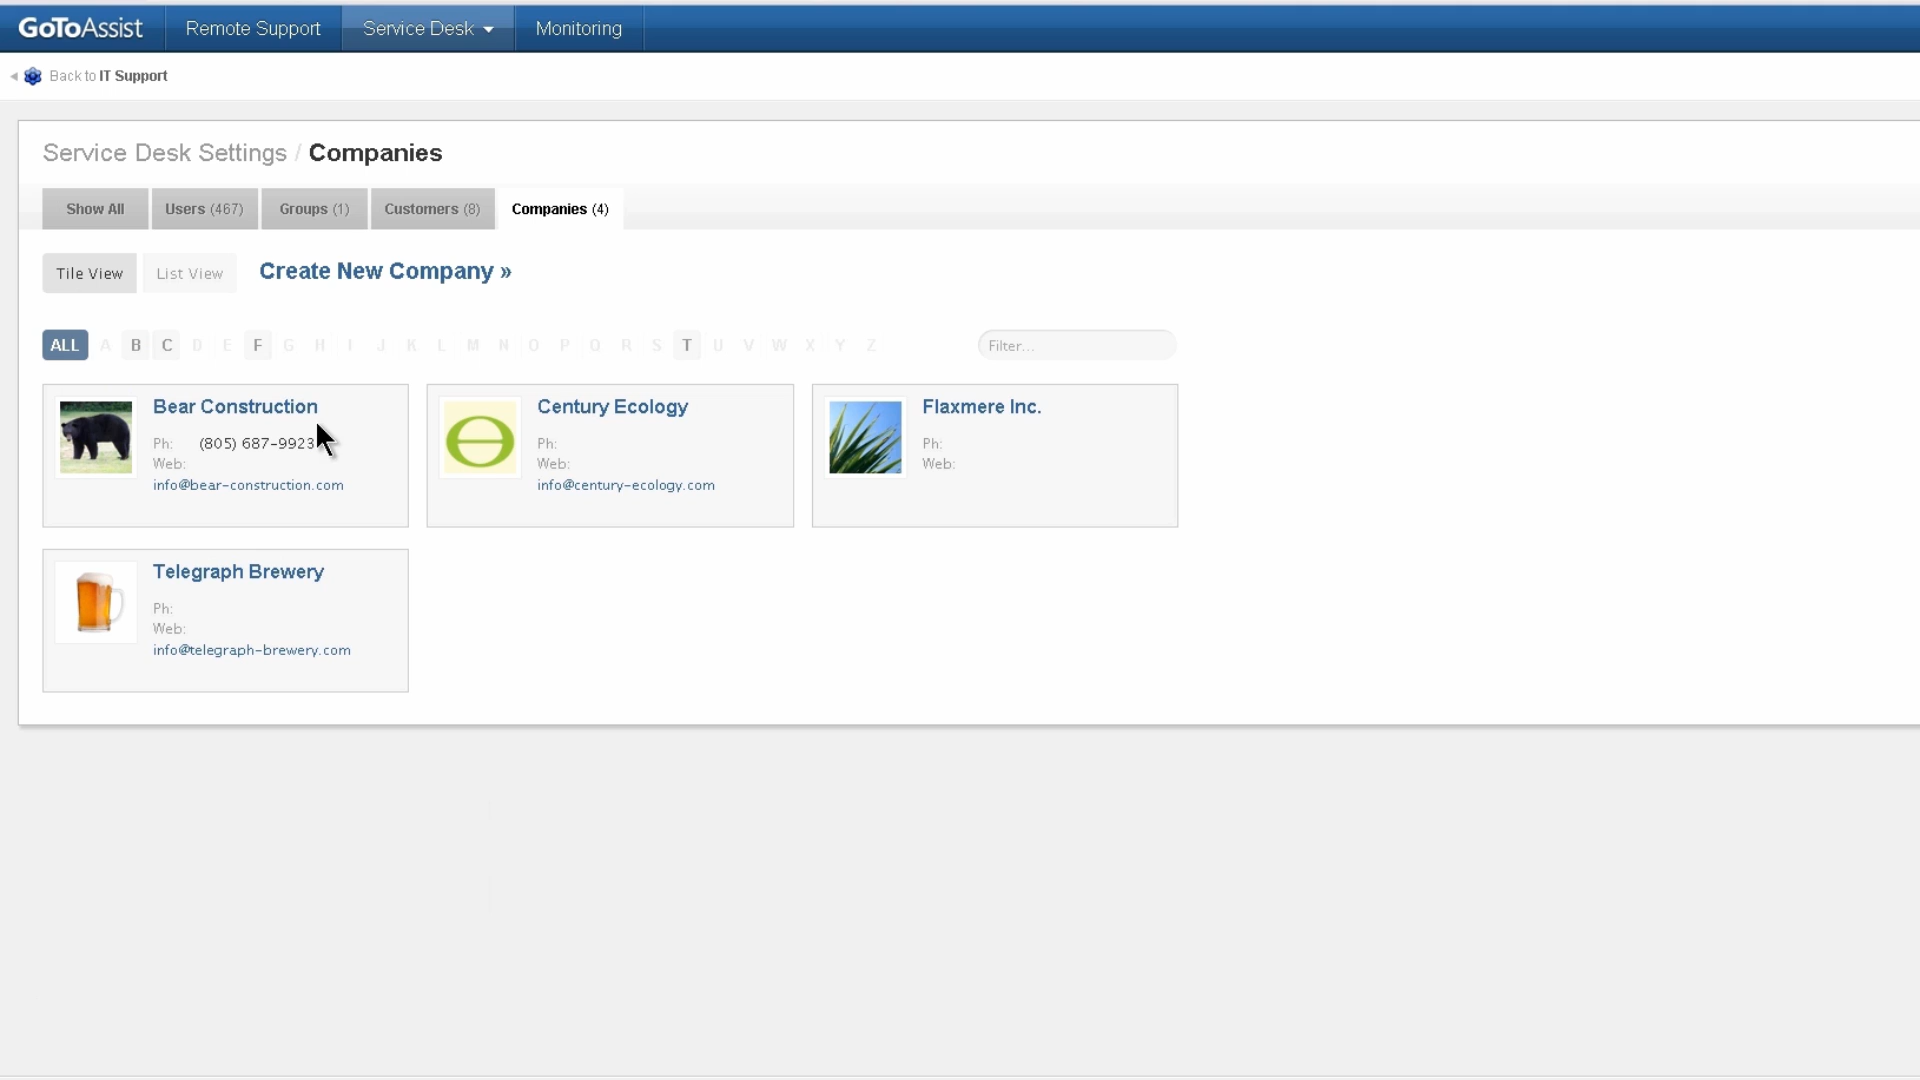 GoToAssist Remote Support Service Desk Monitoring
Back to IT Support
Service Desk Settings / Companies
Show All Users (467) Groups (1) Customers (8) Companies (4)
Tile View List View Create New Company »
ALL A B C D E F G H I J K L M N O P Q R S T U V W X Y Z Filter...
Bear Construction
Ph: (805) 687-9923
Web:
info@bear-construction.com
Century Ecology
Ph:
Web:
info@century-ecology.com
Flaxmere Inc.
Ph:
Web:
Telegraph Brewery
Ph:
Web:
info@telegraph-brewery.com